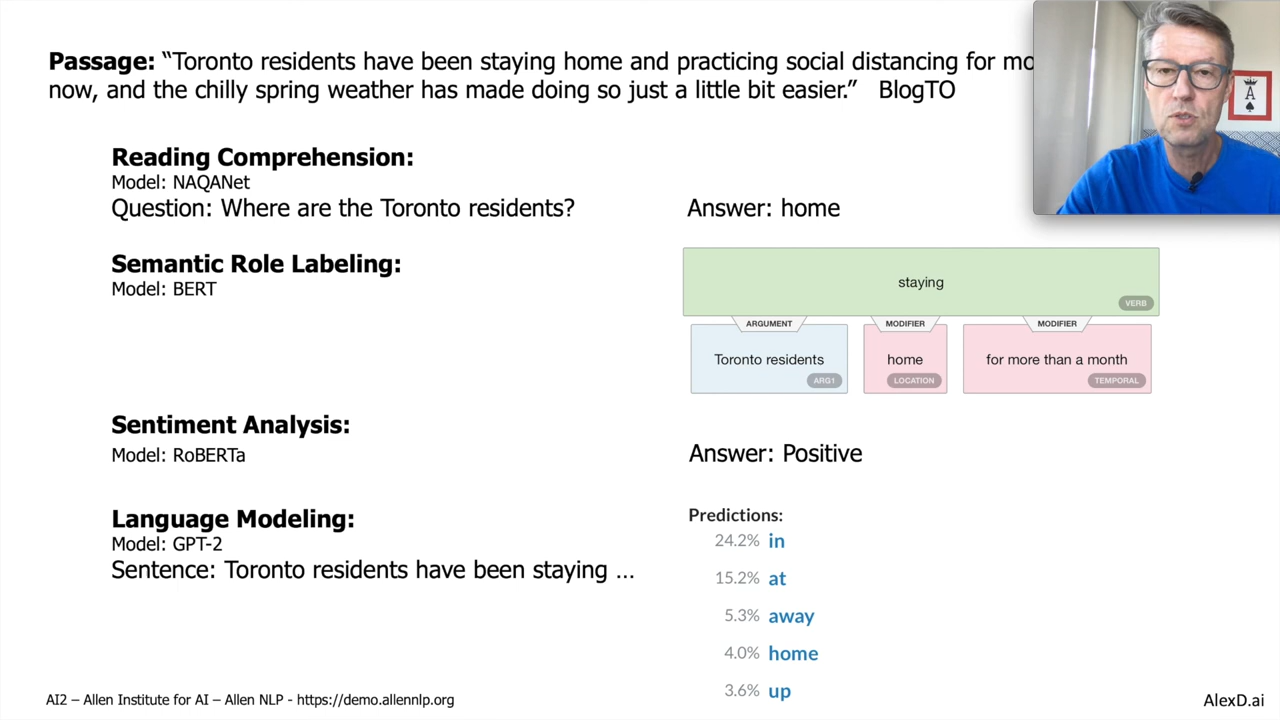 Passage: “Toronto residents have been staying home and practicing social distancing for
now, and the chilly spring weather has made doing so just a little bit easier.” BlogTO
Reading Comprehension:
Model: NAQANet
Question: Where are the Toronto residents?
Answer: home
Semantic Role Labeling:
Model: BERT
staying
VERB
ARGUMENT
MODIFIER
MODIFIER
Toronto residents
home
for more than a month
ARG1
LOCATION
TEMPORAL
Sentiment Analysis:
Model: RoBERTa
Answer: Positive
Language Modeling:
Model: GPT-2
Sentence: Toronto residents have been staying ...
Predictions:
24.2% in
15.2% at
5.3% away
4.0% home
3.6% up
AI2 – Allen Institute for AI – Allen NLP - https://demo.allennlp.org
AlexD.ai
A